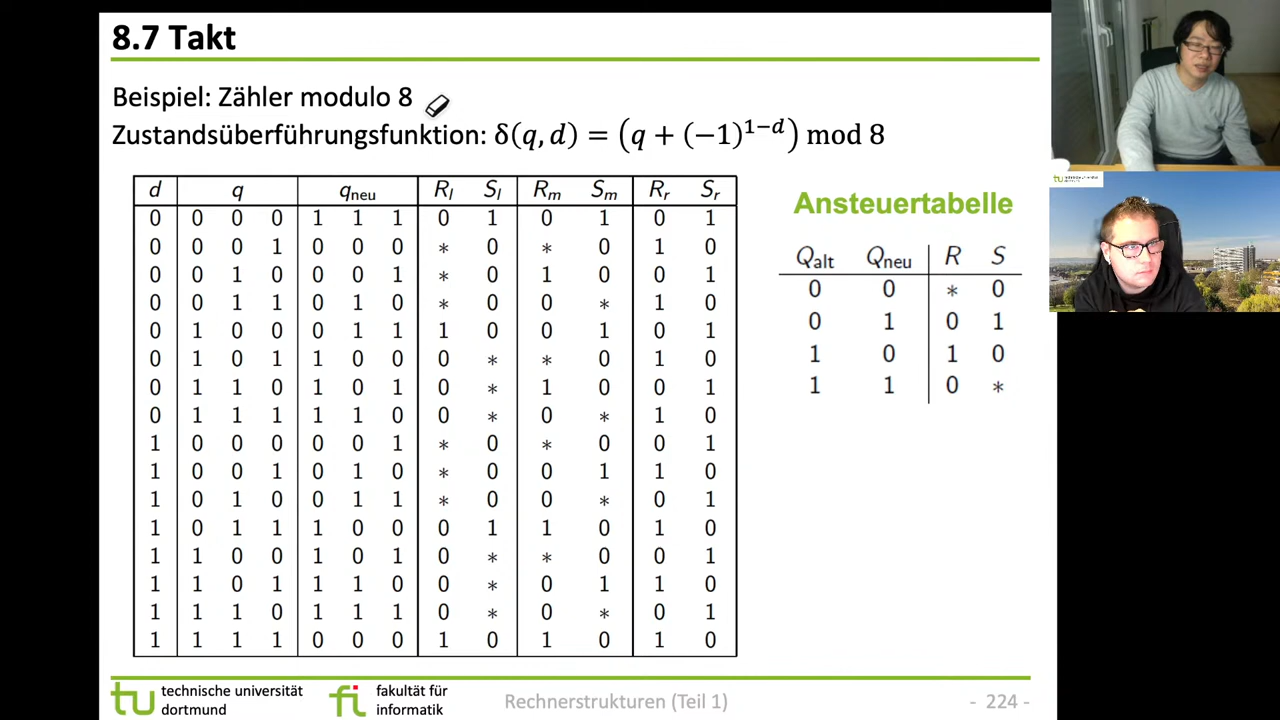 8.7 Takt
Beispiel: Zähler modulo 8
Zustandsüberführungsfunktion: δ(q, d) = (q + (−1)^{1−d}) mod 8
d q q_neu R_l S_l R_m S_m R_r S_r
0 0 0 0 1 1 1 0 1 0 1 0 1
0 0 0 1 0 0 0 * 0 * 0 1 0
0 0 1 0 0 0 1 * 0 1 0 0 1
0 0 1 1 0 1 0 * 0 0 * 1 0
0 1 0 0 0 1 1 1 0 0 1 0 1
0 1 0 1 1 0 0 0 * * 0 1 0
0 1 1 0 1 0 1 0 * 1 0 0 1
0 1 1 1 1 1 0 0 * 0 * 1 0
1 0 0 0 0 0 1 * 0 * 0 0 1
1 0 0 1 0 1 0 * 0 0 1 1 0
1 0 1 0 0 1 1 * 0 0 * 0 1
1 0 1 1 1 0 0 0 1 1 0 1 0
1 1 0 0 1 0 1 0 * * 0 0 1
1 1 0 1 1 1 0 0 * 0 1 1 0
1 1 1 0 1 1 1 0 * 0 * 0 1
1 1 1 1 0 0 0 1 0 1 0 1 0
Ansteuertabelle
Q_alt Q_neu R S
0 0 * 0
0 1 0 1
1 0 1 0
1 1 0 *
tu technische universität
dortmund
fi fakultät für
informatik
Rechnerstrukturen (Teil 1)
- 224 -